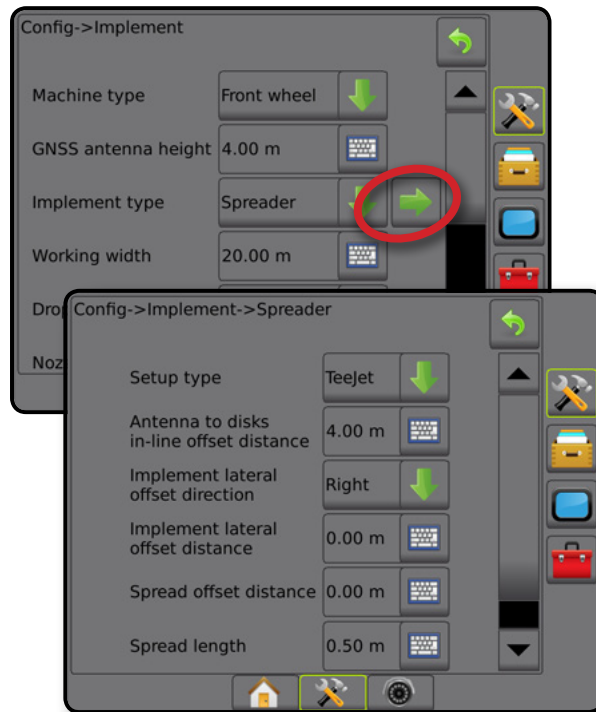 Config->Implement
Machine type Front wheel
GNSS antenna height 4.00 m
Implement type Spreader
Working width 20.00 m
Dro
Noz
Config->Implement->Spreader
Setup type TeeJet
Antenna to disks
in-line offset distance 4.00 m
Implement lateral
offset direction Right
Implement lateral
offset distance 0.00 m
Spread offset distance 0.00 m
Spread length 0.50 m